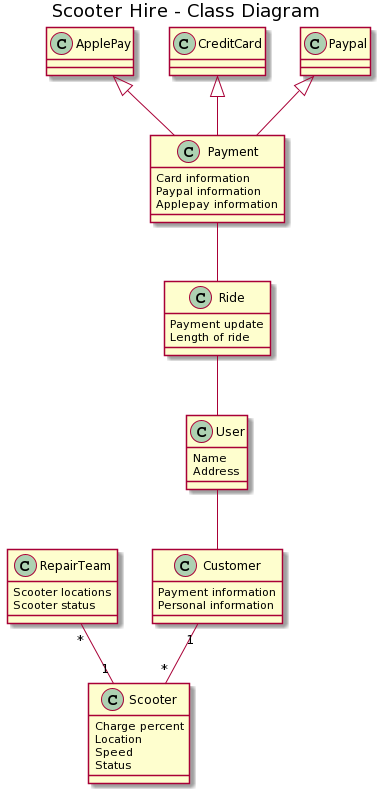 Scooter Hire - Class Diagram
C ApplePay
C CreditCard
C Paypal
C Payment
Card information
Paypal information
Applepay information
C Ride
Payment update
Length of ride
C User
Name
Address
C RepairTeam
Scooter locations
Scooter status
C Customer
Payment information
Personal information
*
1
1
*
C Scooter
Charge percent
Location
Speed
Status